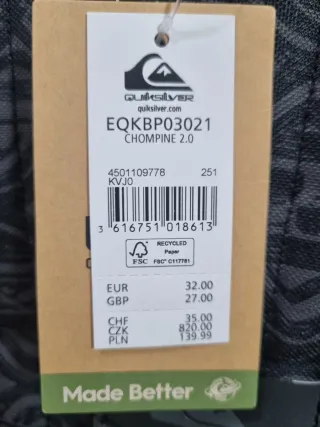 QUIKSILVER
quiksilver.com
EQKBP03021
CHOMPINE 2.0
4501109778 251
KVJ0
3 616751 018613
FSC
RECYCLED
Paper
FSC® C117781
EUR 32.00
GBP 27.00
CHF 35.00
CZK 820.00
PLN 139.99
Made Better